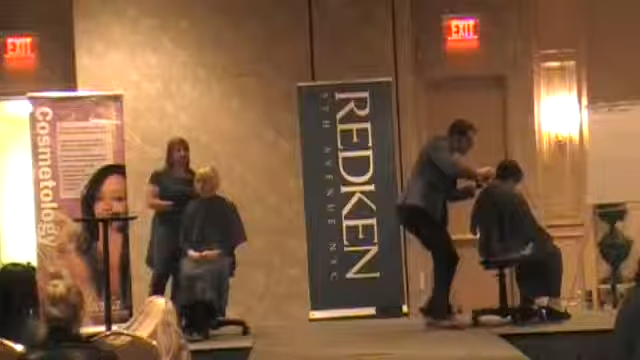 EXIT
EXIT
Cosmetology
REDKEN
5TH AVENUE NYC